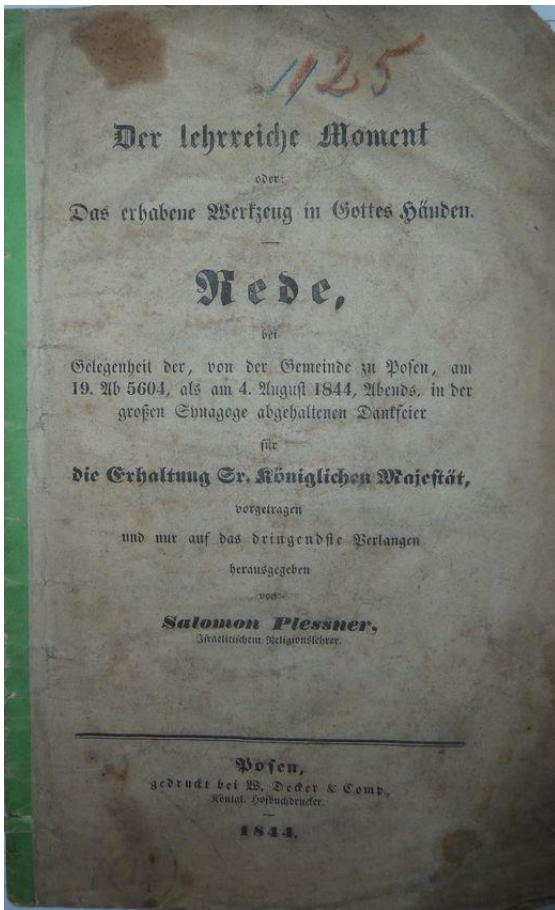 1125
Der lehrreiche Moment
oder:
Das erhabene Werkzeug in Gottes Händen.
Rede,
bei
Gelegenheit der, von der Gemeinde zu Posen, am
19. Ab 5604, als am 4. August 1844, Abends, in der
großen Synagoge abgehaltenen Dankfeier
für
die Erhaltung Sr. Königlichen Majestät,
vorgetragen
und nur auf das dringendste Verlangen
herausgegeben
von
Salomon Plessner,
Israelitischem Religionslehrer.
Posen,
gedruckt bei W. Decker & Comp.,
Königl. Hofbuchdrucker.
1844.